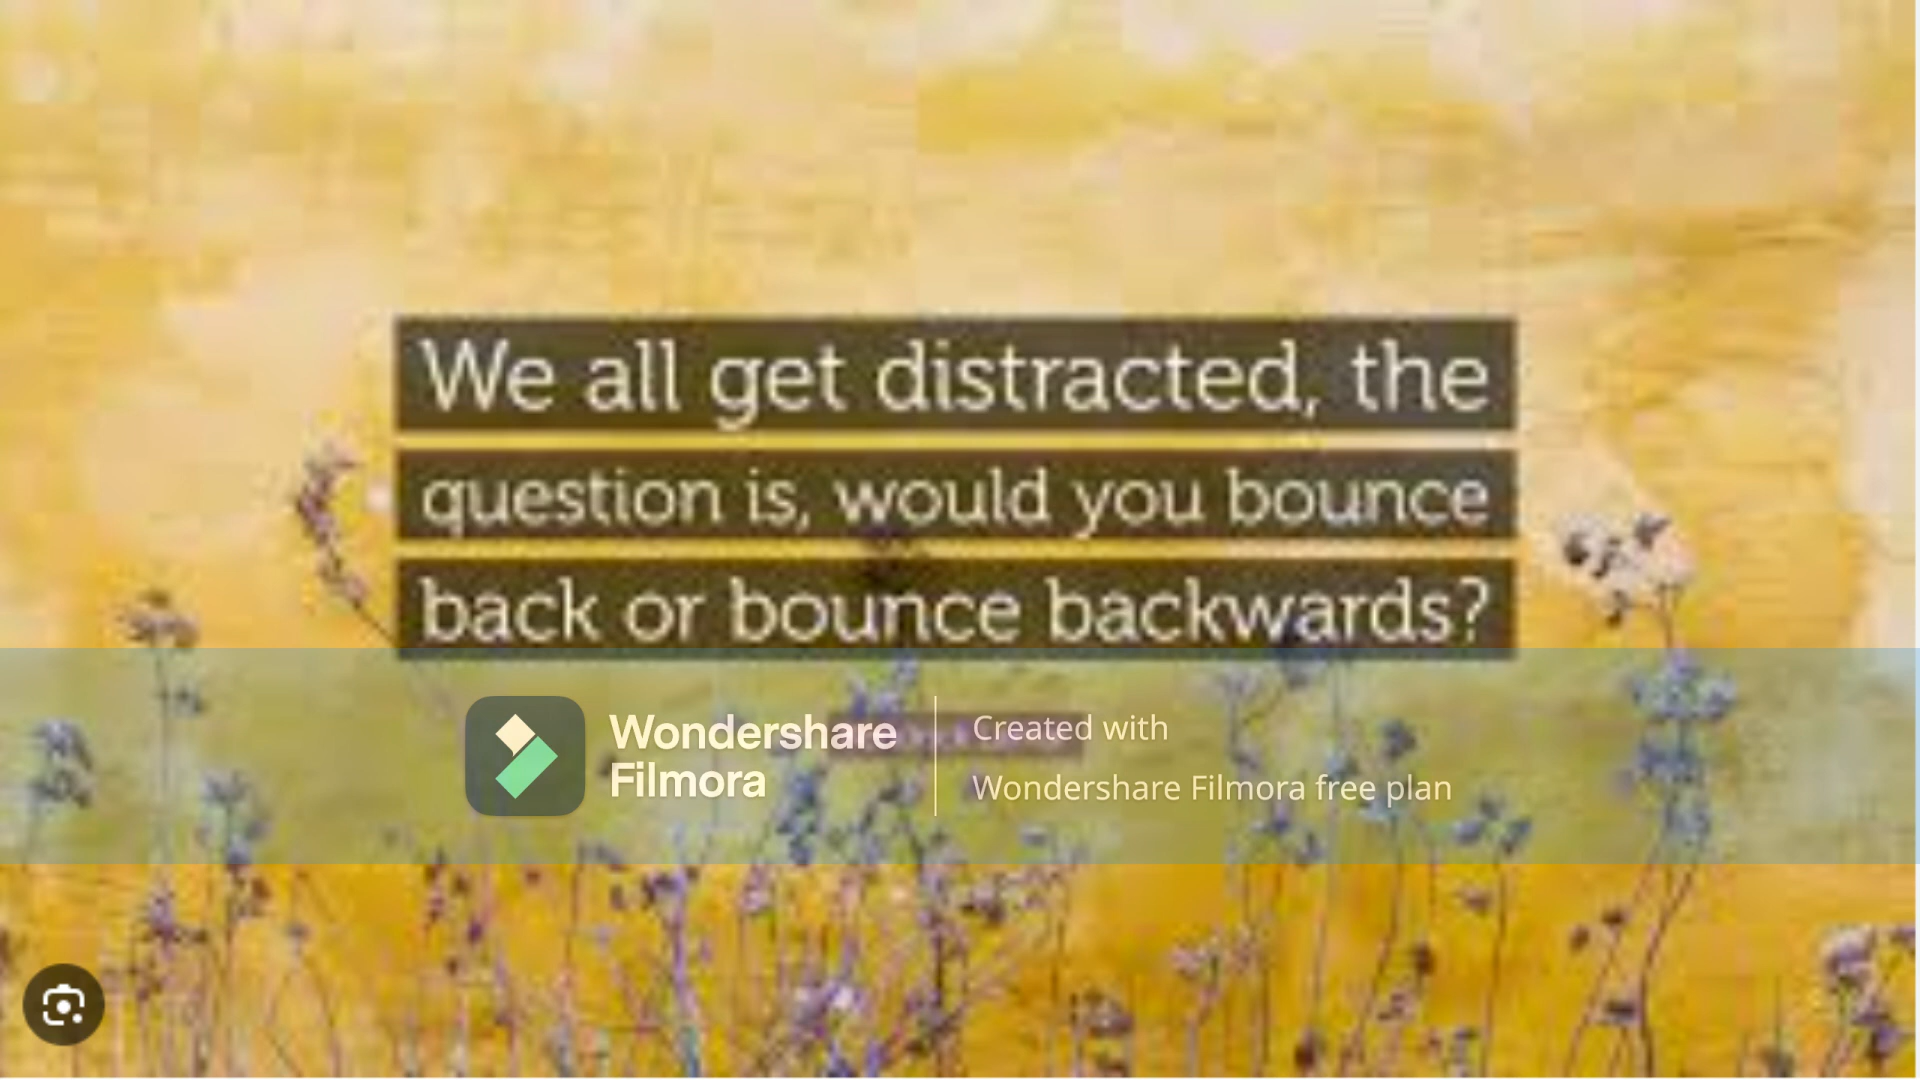 We all get distracted, the
question is, would you bounce
back or bounce backwards?
Wondershare
Filmora
Created with
Wondershare Filmora free plan